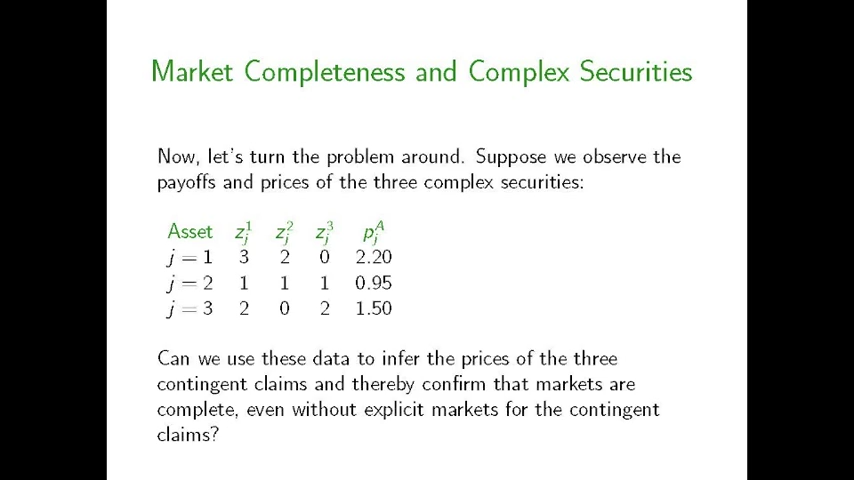 Market Completeness and Complex Securities
Now, let's turn the problem around. Suppose we observe the
payoffs and prices of the three complex securities:
Asset z_j^1 z_j^2 z_j^3 p_j^A
j = 1 3 2 0 2.20
j = 2 1 1 1 0.95
j = 3 2 0 2 1.50
Can we use these data to infer the prices of the three
contingent claims and thereby confirm that markets are
complete, even without explicit markets for the contingent
claims?